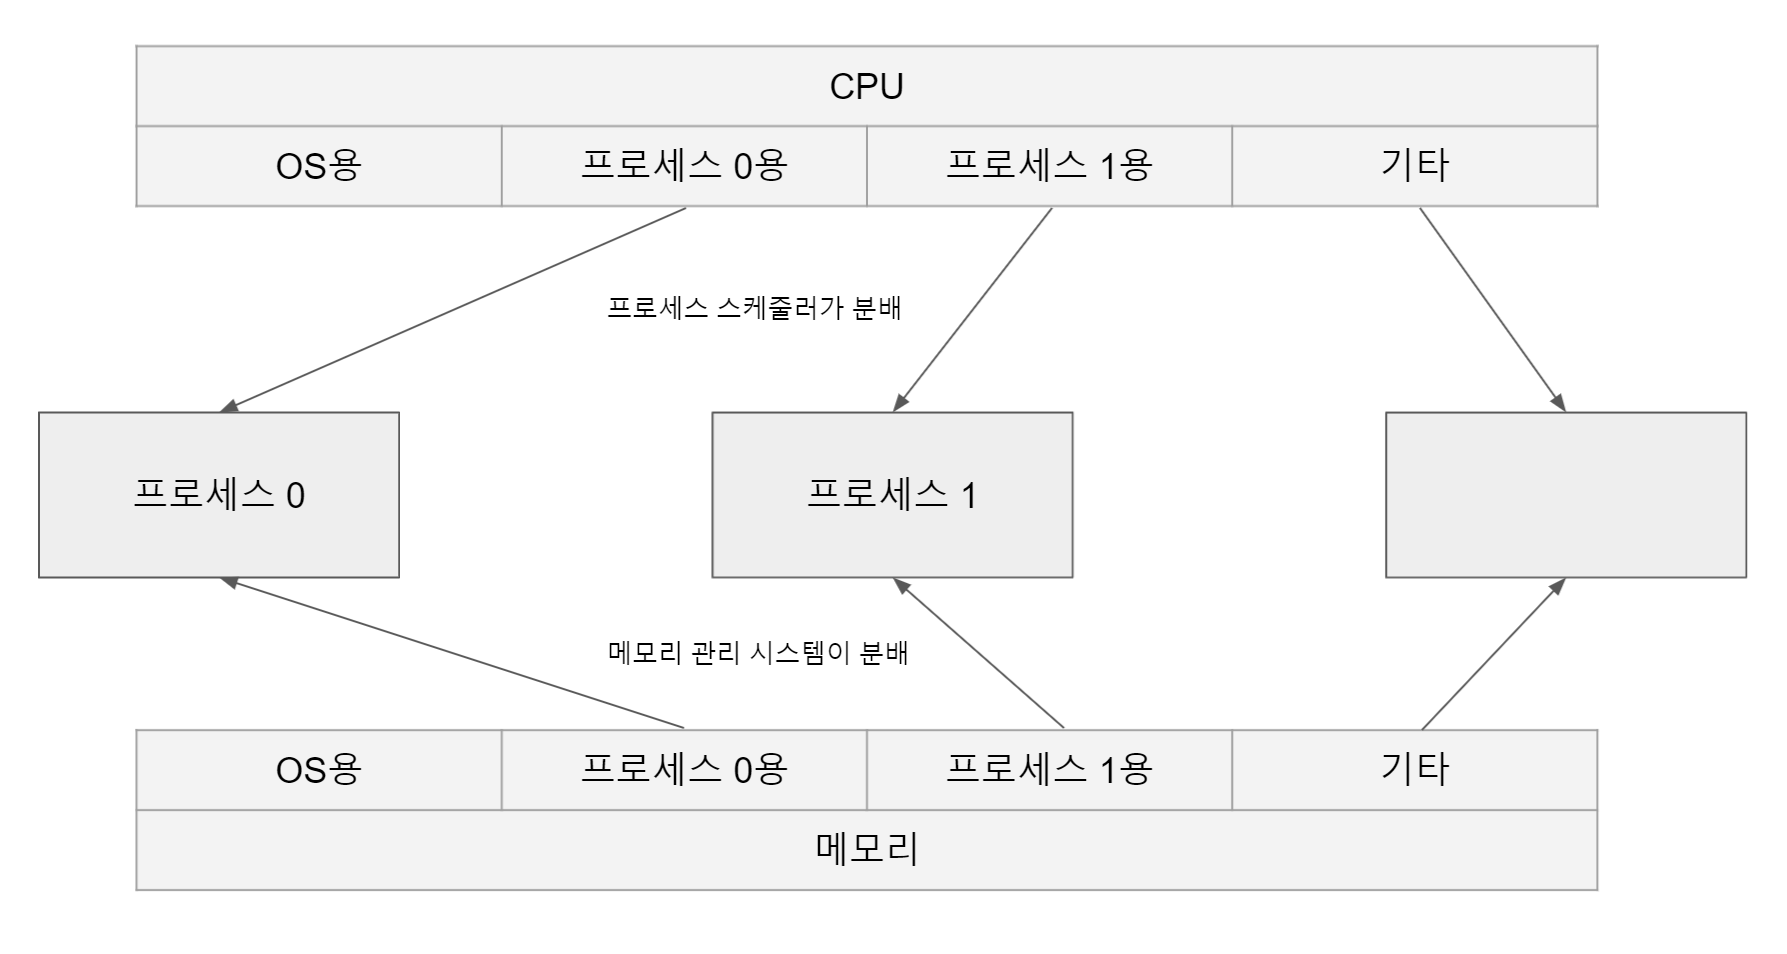 CPU
OS용 프로세스 0용 프로세스 1용 기타
프로세스 스케줄러가 분배
프로세스 0 프로세스 1
메모리 관리 시스템이 분배
OS용 프로세스 0용 프로세스 1용 기타
메모리